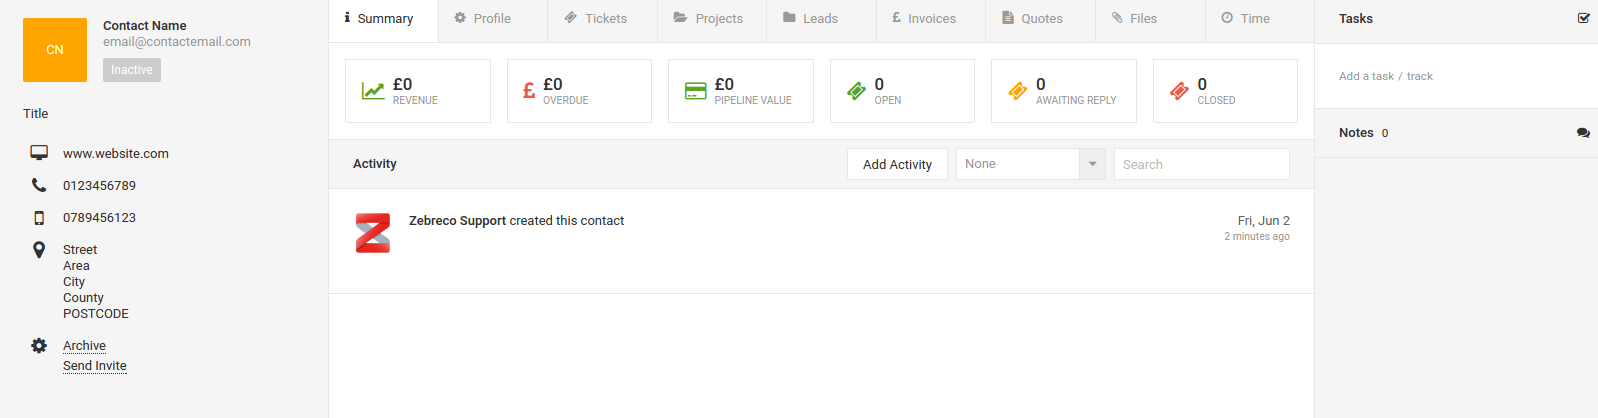 CN
Contact Name
email@contactemail.com
Inactive
Title
www.website.com
0123456789
0789456123
Street
Area
City
County
POSTCODE
Archive
Send Invite
Summary
Profile
Tickets
Projects
Leads
Invoices
Quotes
Files
Time
£0
REVENUE
£0
OVERDUE
£0
PIPELINE VALUE
0
OPEN
0
AWAITING REPLY
0
CLOSED
Activity
Add Activity
None
Search
Zebreco Support created this contact
Fri, Jun 2
2 minutes ago
Tasks
Add a task / track
Notes 0